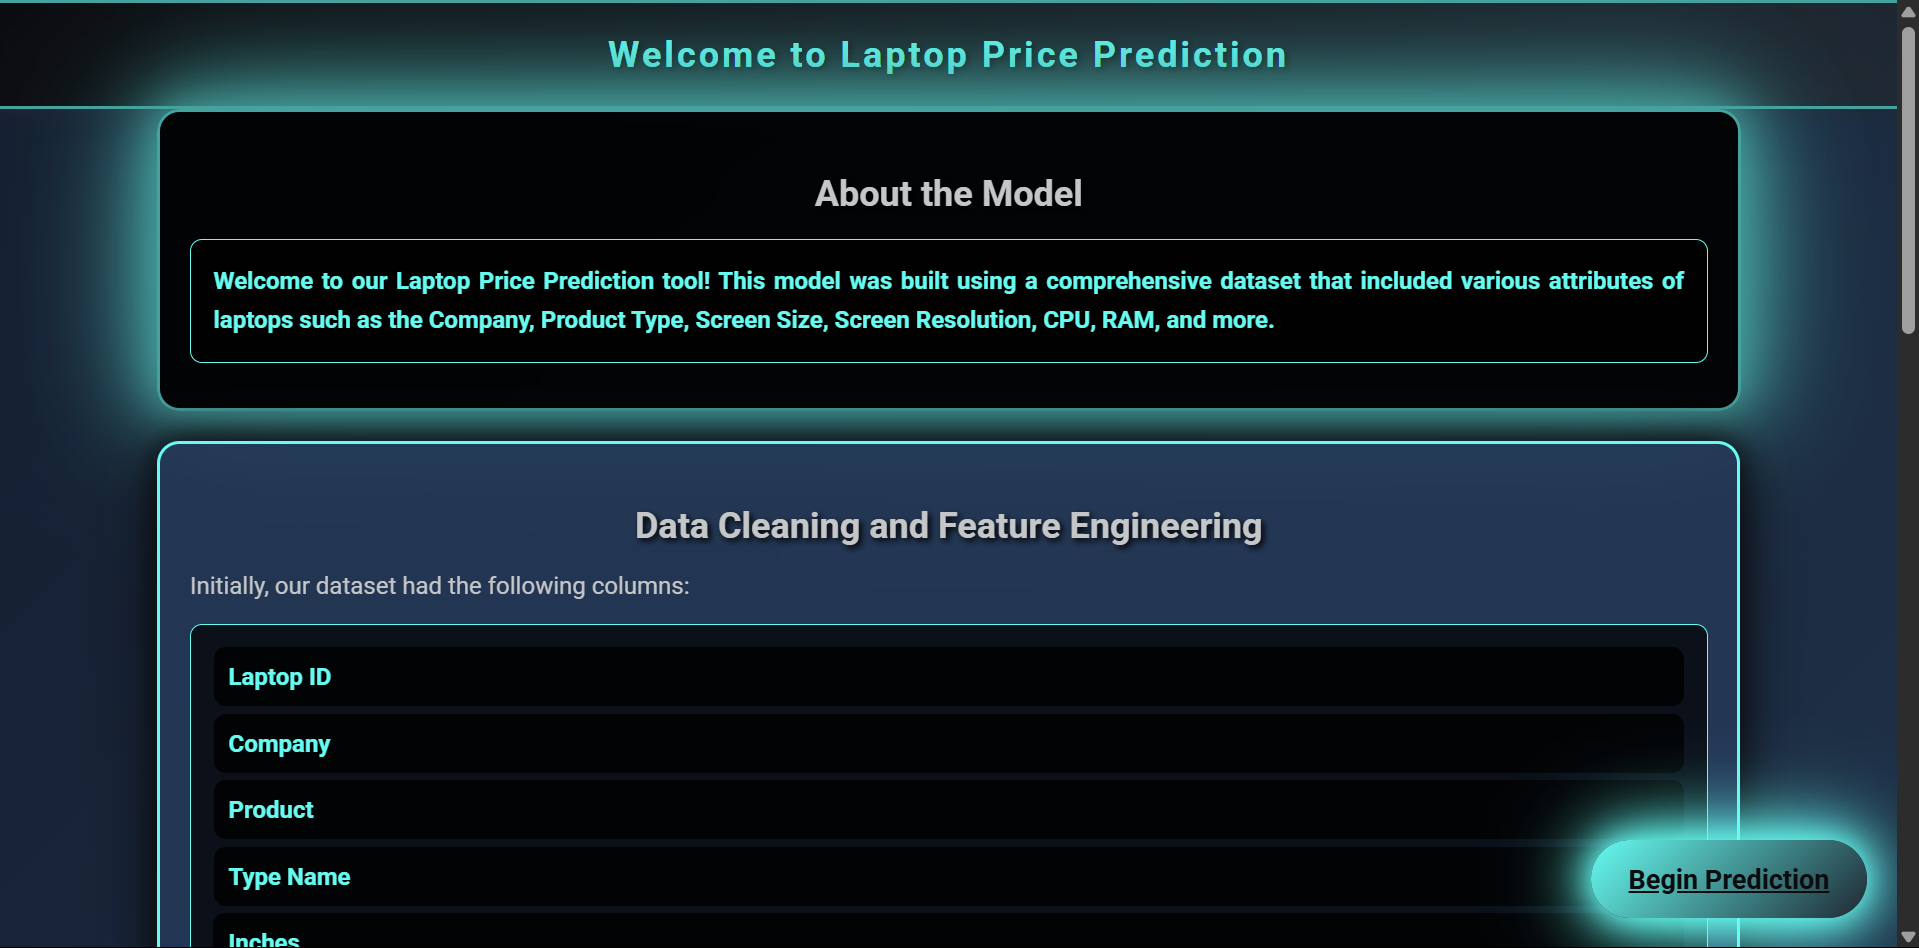 Welcome to Laptop Price Prediction
About the Model
Welcome to our Laptop Price Prediction tool! This model was built using a comprehensive dataset that included various attributes of
laptops such as the Company, Product Type, Screen Size, Screen Resolution, CPU, RAM, and more.
Data Cleaning and Feature Engineering
Initially, our dataset had the following columns:
Laptop ID
Company
Product
Type Name
Inches
Begin Prediction